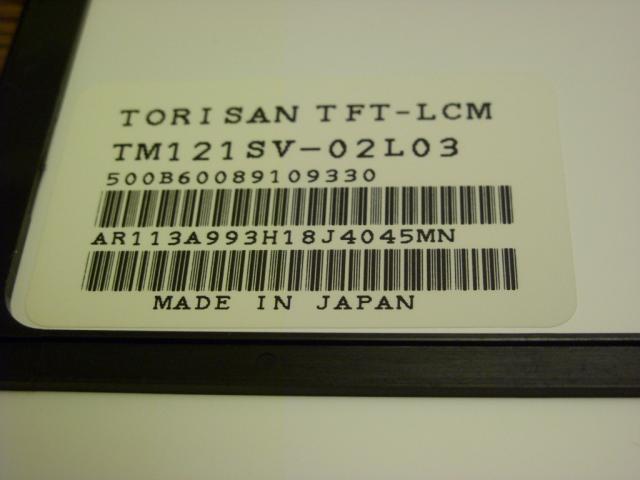 TORISAN TFT-LCM
TM121SV-02L03
500B60089109330
AR113A993H18J4045MN
MADE IN JAPAN